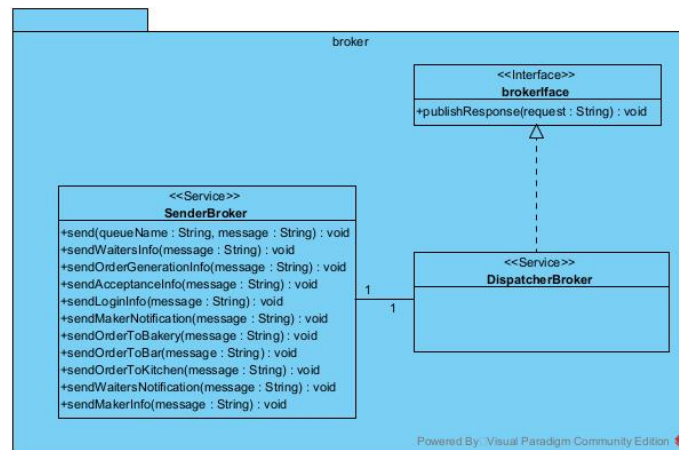 broker
<<Interface>>
brokerIface
+publishResponse(request : String) : void
<<Service>>
SenderBroker
+send(queueName : String, message : String) : void
+sendWaitersInfo(message : String) : void
+sendOrderGenerationInfo(message : String) : void
+sendAcceptanceInfo(message : String) : void
+sendLoginInfo(message : String) : void
+sendMakerNotification(message : String) : void
+sendOrderToBakery(message : String) : void
+sendOrderToBar(message : String) : void
+sendOrderToKitchen(message : String) : void
+sendWaitersNotification(message : String) : void
+sendMakerInfo(message : String) : void
1
1
<<Service>>
DispatcherBroker
Powered By: Visual Paradigm Community Edition